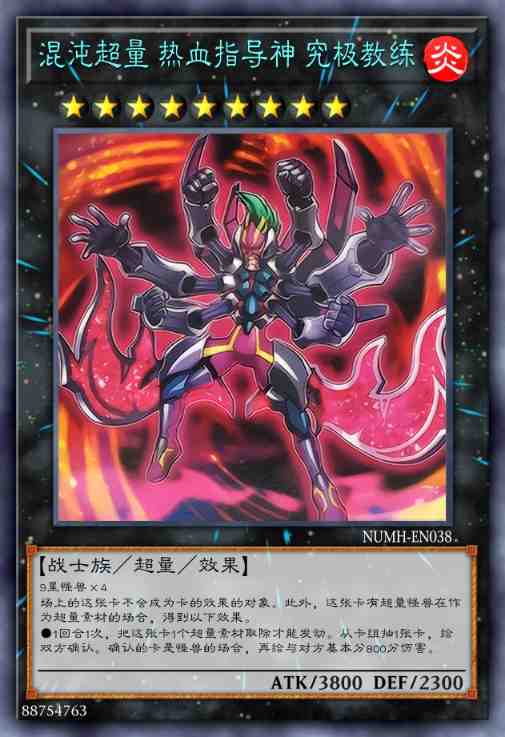 混沌超量 热血指导神 究极教练
炎
NUMH-EN038
【战士族／超量／效果】
9星怪兽×4
场上的这张卡不会成为卡的效果的对象。此外，这张卡有超量怪兽在作
为超量素材的场合，得到以下效果。
●1回合1次，把这张卡1个超量素材取除才能发动。从卡组抽1张卡，给
双方确认。确认的卡是怪兽的场合，再给与对方基本分800分伤害。
ATK/3800 DEF/2300
88754763